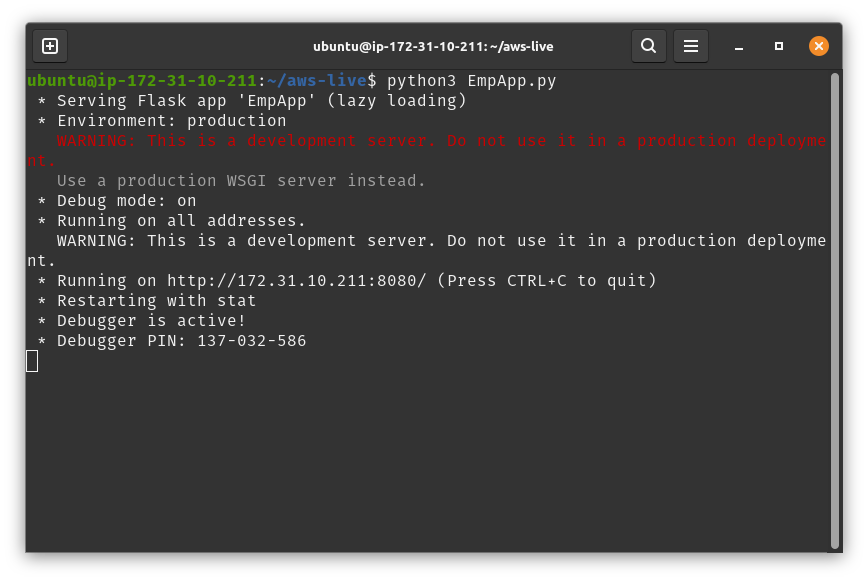 ubuntu@ip-172-31-10-211: ~/aws-live
ubuntu@ip-172-31-10-211:~/aws-live$ python3 EmpApp.py
 * Serving Flask app 'EmpApp' (lazy loading)
 * Environment: production
   WARNING: This is a development server. Do not use it in a production deployme
nt.
   Use a production WSGI server instead.
 * Debug mode: on
 * Running on all addresses.
   WARNING: This is a development server. Do not use it in a production deployme
nt.
 * Running on http://172.31.10.211:8080/ (Press CTRL+C to quit)
 * Restarting with stat
 * Debugger is active!
 * Debugger PIN: 137-032-586